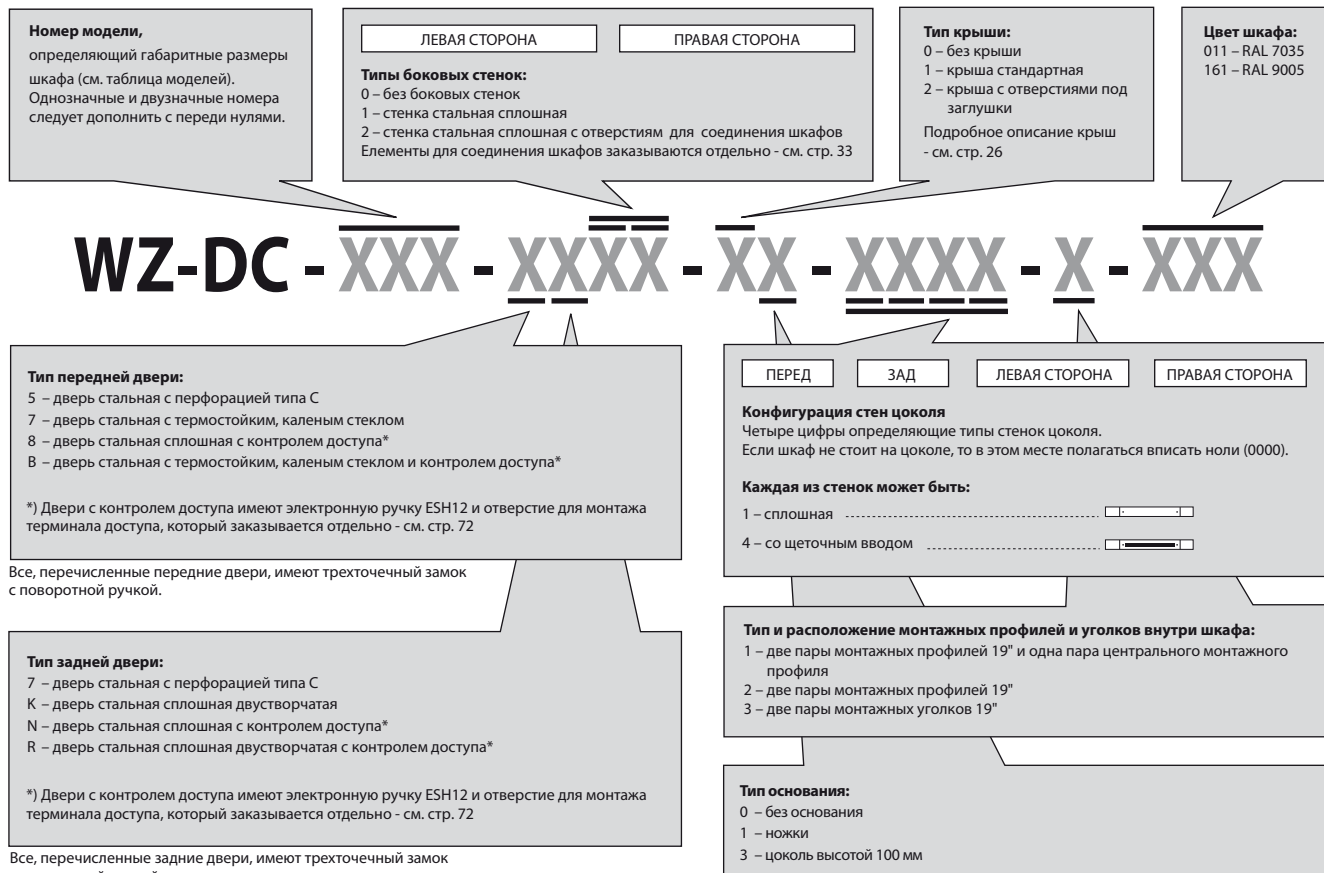 Номер модели,
определяющий габаритные размеры
шкафа (см. таблица моделей).
Однозначные и двузначные номера
следует дополнить с переди нулями.
ЛЕВАЯ СТОРОНА
ПРАВАЯ СТОРОНА
Типы боковых стенок:
0 – без боковых стенок
1 – стенка стальная сплошная
2 – стенка стальная сплошная с отверстиям для соединения шкафов
Елементы для соединения шкафов заказываются отдельно - см. стр. 33
Тип крыши:
0 – без крыши
1 – крыша стандартная
2 – крыша с отверстиями под
заглушки
Подробное описание крыш
- см. стр. 26
Цвет шкафа:
011 – RAL 7035
161 – RAL 9005
WZ-DC - XXX - XXXX - XX - XXXX - X - XXX
Тип передней двери:
5 – дверь стальная с перфорацией типа C
7 – дверь стальная с термостойким, каленым стеклом
8 – дверь стальная сплошная с контролем доступа*
B – дверь стальная с термостойким, каленым стеклом и контролем доступа*
*) Двери с контролем доступа имеют электронную ручку ESH12 и отверстие для монтажа
терминала доступа, который заказывается отдельно - см. стр. 72
Все, перечисленные передние двери, имеют трехточечный замок
с поворотной ручкой.
Тип задней двери:
7 – дверь стальная с перфорацией типа C
K – дверь стальная сплошная двустворчатая
N – дверь стальная сплошная с контролем доступа*
R – дверь стальная сплошная двустворчатая с контролем доступа*
*) Двери с контролем доступа имеют электронную ручку ESH12 и отверстие для монтажа
терминала доступа, который заказывается отдельно - см. стр. 72
Все, перечисленные задние двери, имеют трехточечный замок
ПЕРЕД
ЗАД
ЛЕВАЯ СТОРОНА
ПРАВАЯ СТОРОНА
Конфигурация стен цоколя
Четыре цифры определяющие типы стенок цоколя.
Если шкаф не стоит на цоколе, то в этом месте полагаться вписать ноли (0000).
Каждая из стенок может быть:
1 – сплошная
4 – со щеточным вводом
Тип и расположение монтажных профилей и уголков внутри шкафа:
1 – две пары монтажных профилей 19" и одна пара центрального монтажного
профиля
2 – две пары монтажных профилей 19"
3 – две пары монтажных уголков 19"
Тип основания:
0 – без основания
1 – ножки
3 – цоколь высотой 100 мм